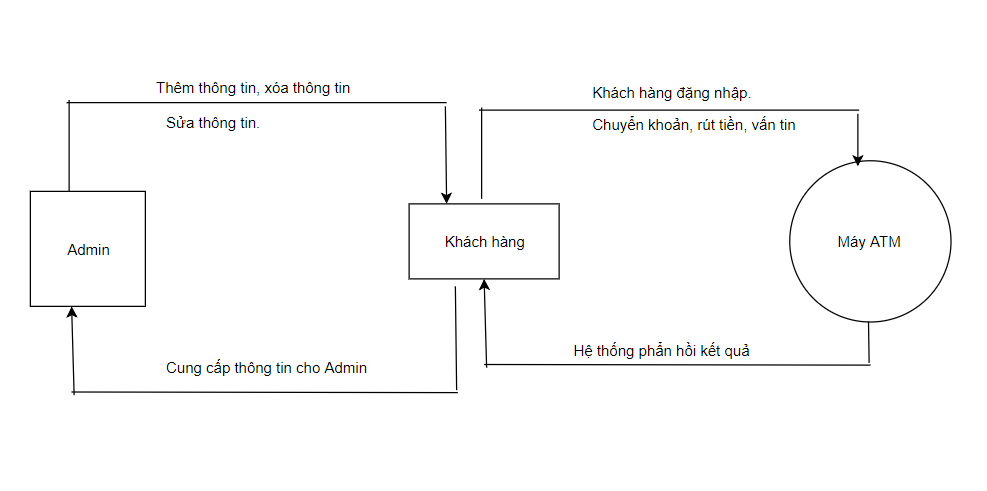 Thêm thông tin, xóa thông tin
Sửa thông tin.
Khách hàng đặng nhập.
Chuyển khoản, rút tiền, vấn tin
Admin
Khách hàng
Máy ATM
Cung cấp thông tin cho Admin
Hệ thống phẩn hồi kết quả